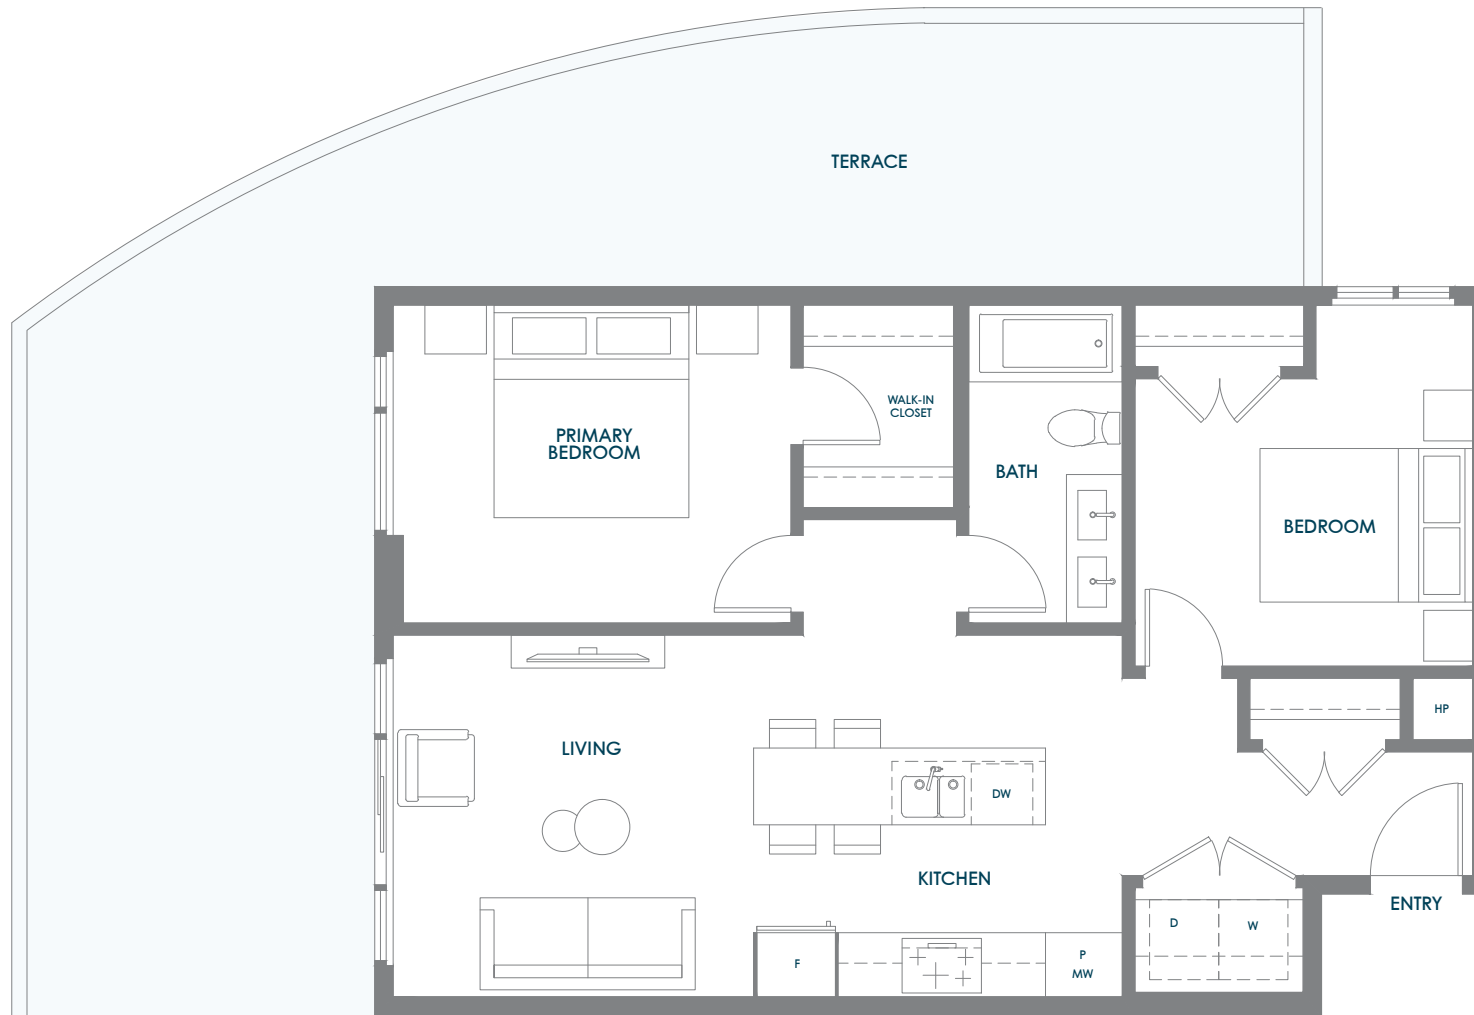 TERRACE
WALK-IN
CLOSET
PRIMARY
BEDROOM
BATH
BEDROOM
HP
LIVING
DW
KITCHEN
ENTRY
D
W
P
F
MW